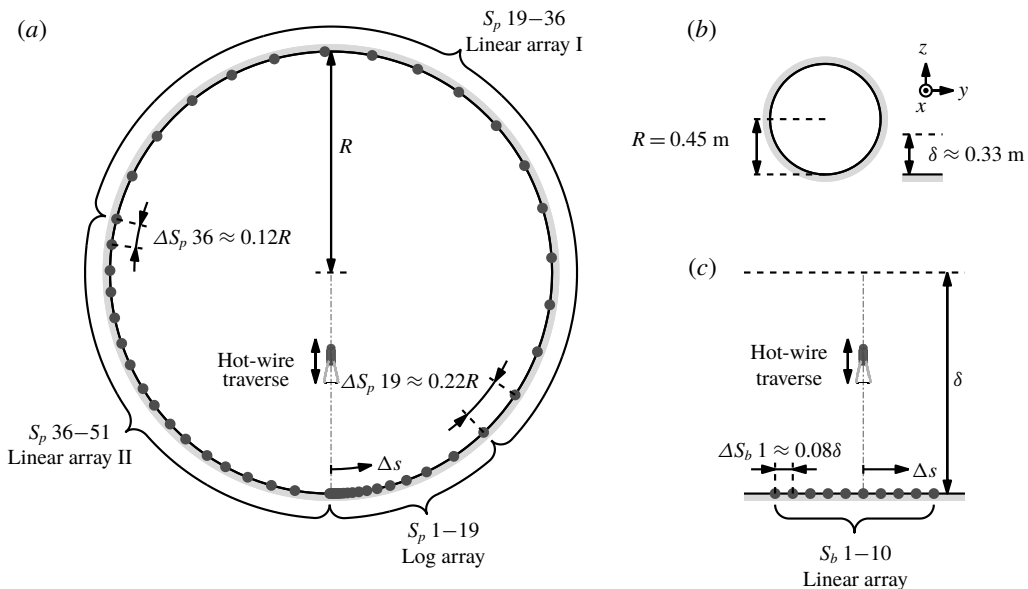 (a)
S_p 19–36
Linear array I
R
ΔS_p 36 ≈ 0.12R
Hot-wire
traverse
ΔS_p 19 ≈ 0.22R
S_p 36–51
Linear array II
Δs
S_p 1–19
Log array
(b)
z
y
x
R = 0.45 m
δ ≈ 0.33 m
(c)
Hot-wire
traverse
δ
ΔS_b 1 ≈ 0.08δ
Δs
S_b 1–10
Linear array